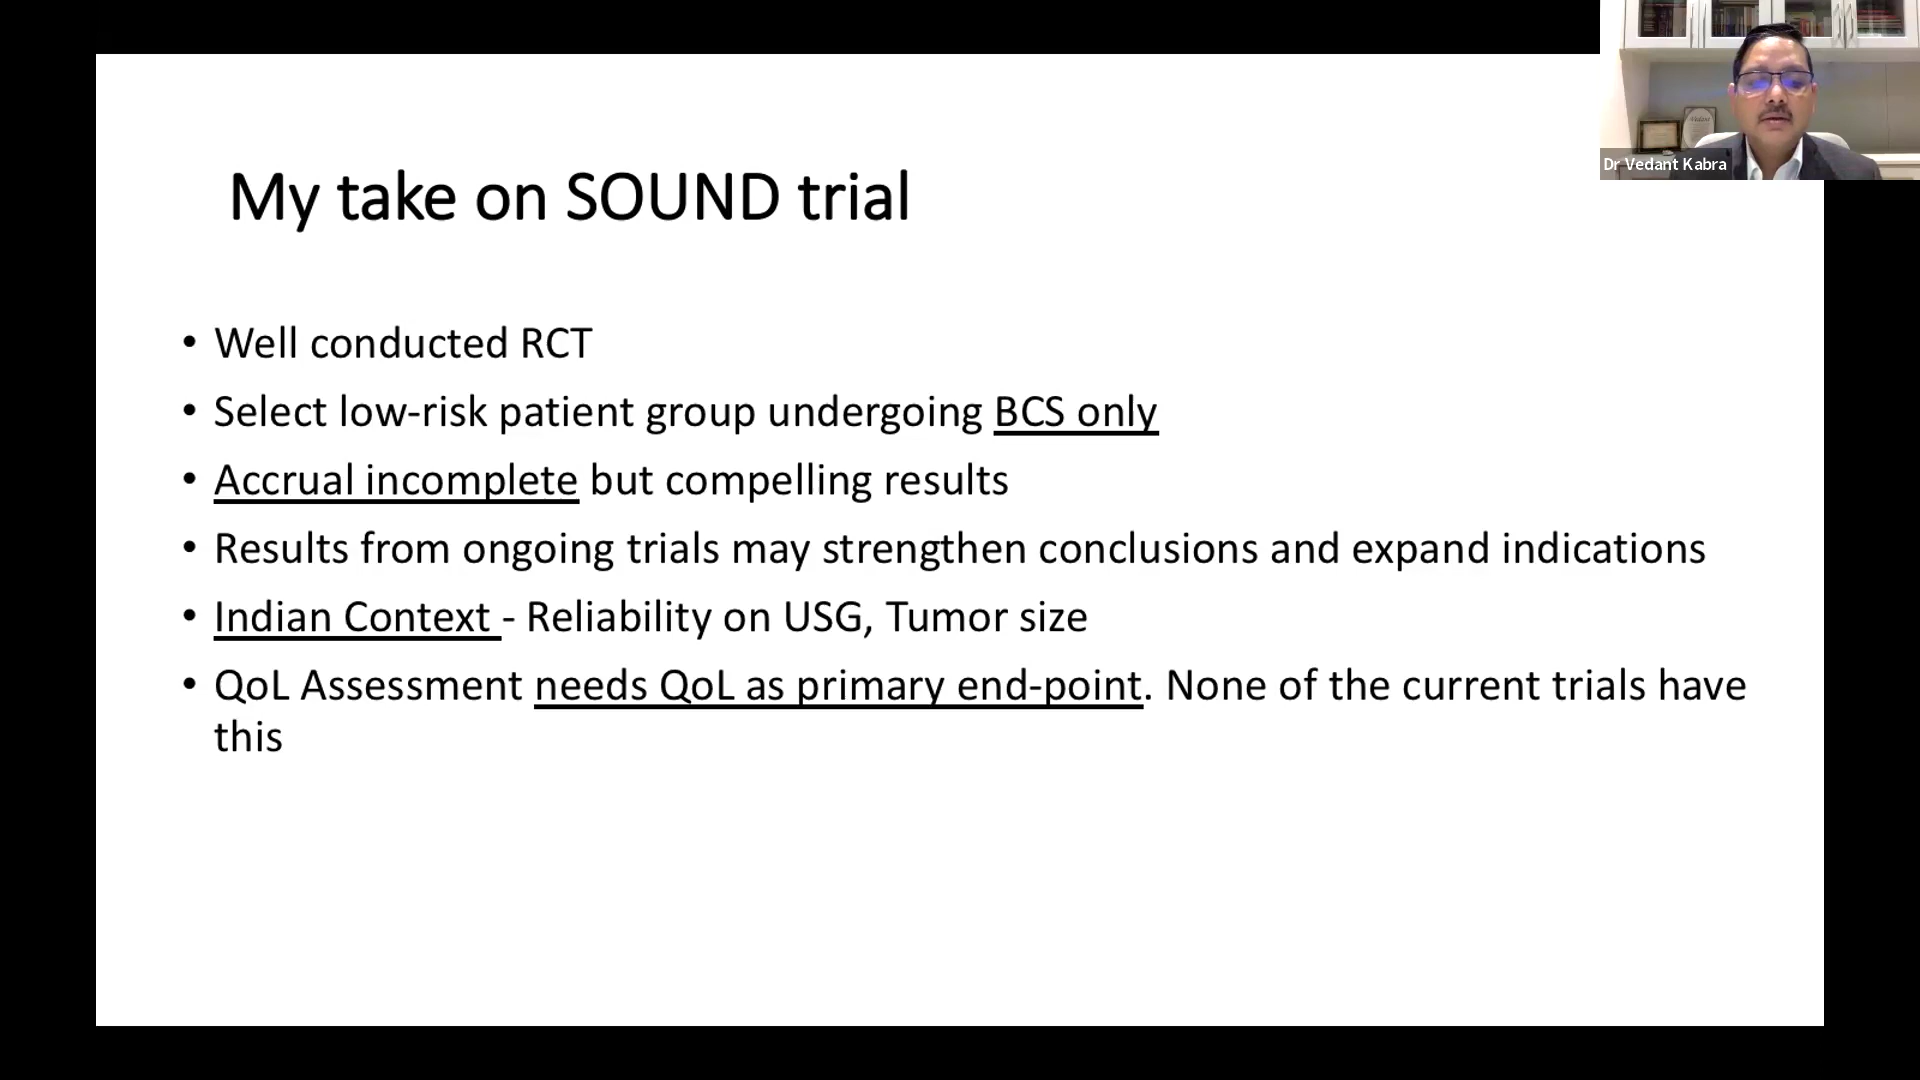 Dr Vedant Kabra
My take on SOUND trial
• Well conducted RCT
• Select low-risk patient group undergoing BCS only
• Accrual incomplete but compelling results
• Results from ongoing trials may strengthen conclusions and expand indications
• Indian Context - Reliability on USG, Tumor size
• QoL Assessment needs QoL as primary end-point. None of the current trials have
this